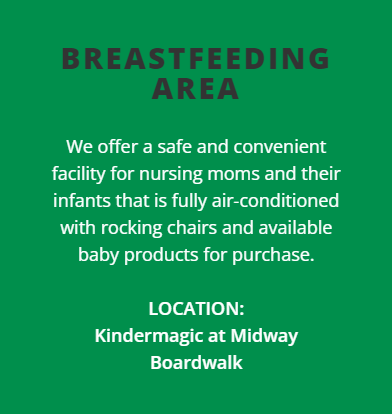 BREASTFEEDING
AREA
We offer a safe and convenient
facility for nursing moms and their
infants that is fully air-conditioned
with rocking chairs and available
baby products for purchase.
LOCATION:
Kindermagic at Midway
Boardwalk